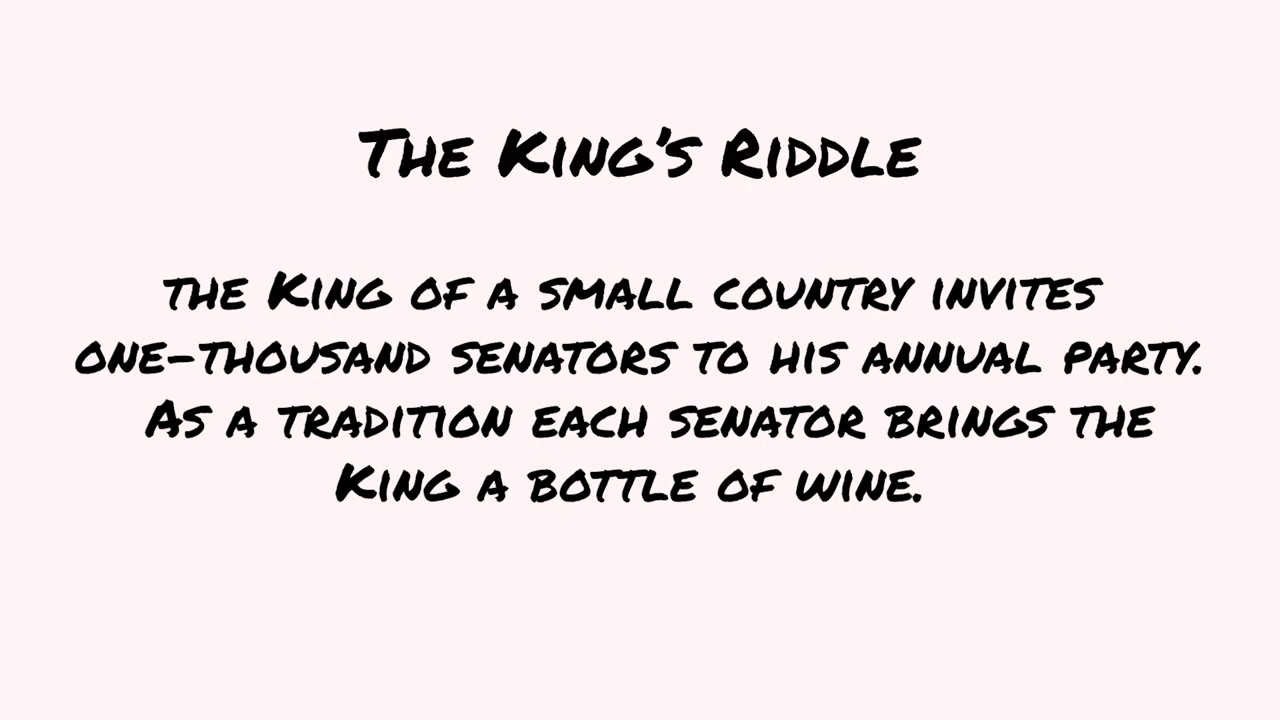 The King's Riddle
the King of a small country invites
one-thousand senators to his annual party.
As a tradition each senator brings the
King a bottle of wine.